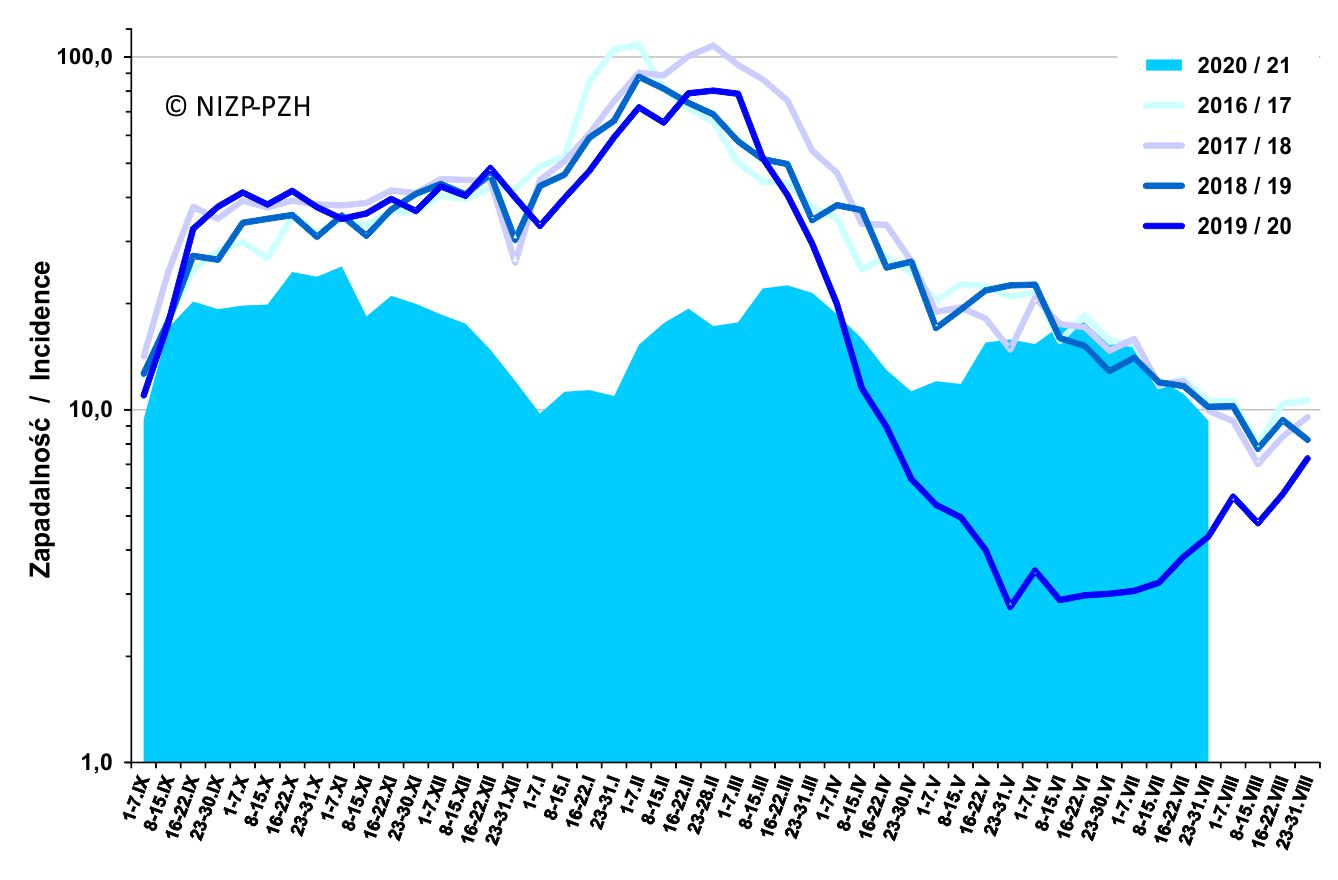 100,0
10,0
1,0
Zapadalność / Incidence
© NIZP-PZH
2020 / 21
2016 / 17
2017 / 18
2018 / 19
2019 / 20
1-7.IX
8-15.IX
16-22.IX
23-30.IX
1-7.X
8-15.X
16-22.X
23-31.X
1-7.XI
8-15.XI
16-22.XI
23-30.XI
1-7.XII
8-15.XII
16-22.XII
23-31.XII
1-7.I
8-15.I
16-22.I
23-31.I
1-7.II
8-15.II
16-22.II
23-28.II
1-7.III
8-15.III
16-22.III
23-31.III
1-7.IV
8-15.IV
16-22.IV
23-30.IV
1-7.V
8-15.V
16-22.V
23-31.V
1-7.VI
8-15.VI
16-22.VI
23-30.VI
1-7.VII
8-15.VII
16-22.VII
23-31.VII
1-7.VIII
8-15.VIII
16-22.VIII
23-31.VIII